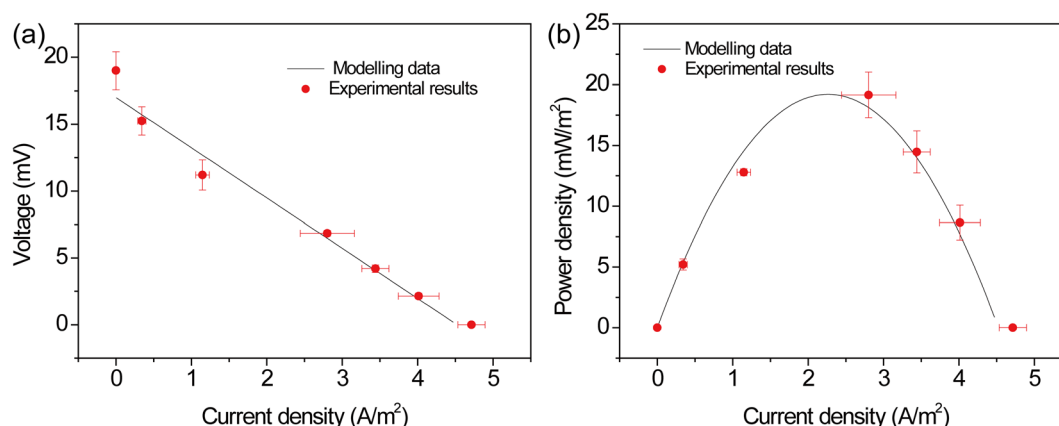 (a)
20
15
10
5
0
Voltage (mV)
Modelling data
Experimental results
0 1 2 3 4 5
Current density (A/m²)
(b)
25
20
15
10
5
0
Power density (mW/m²)
Modelling data
Experimental results
0 1 2 3 4 5
Current density (A/m²)